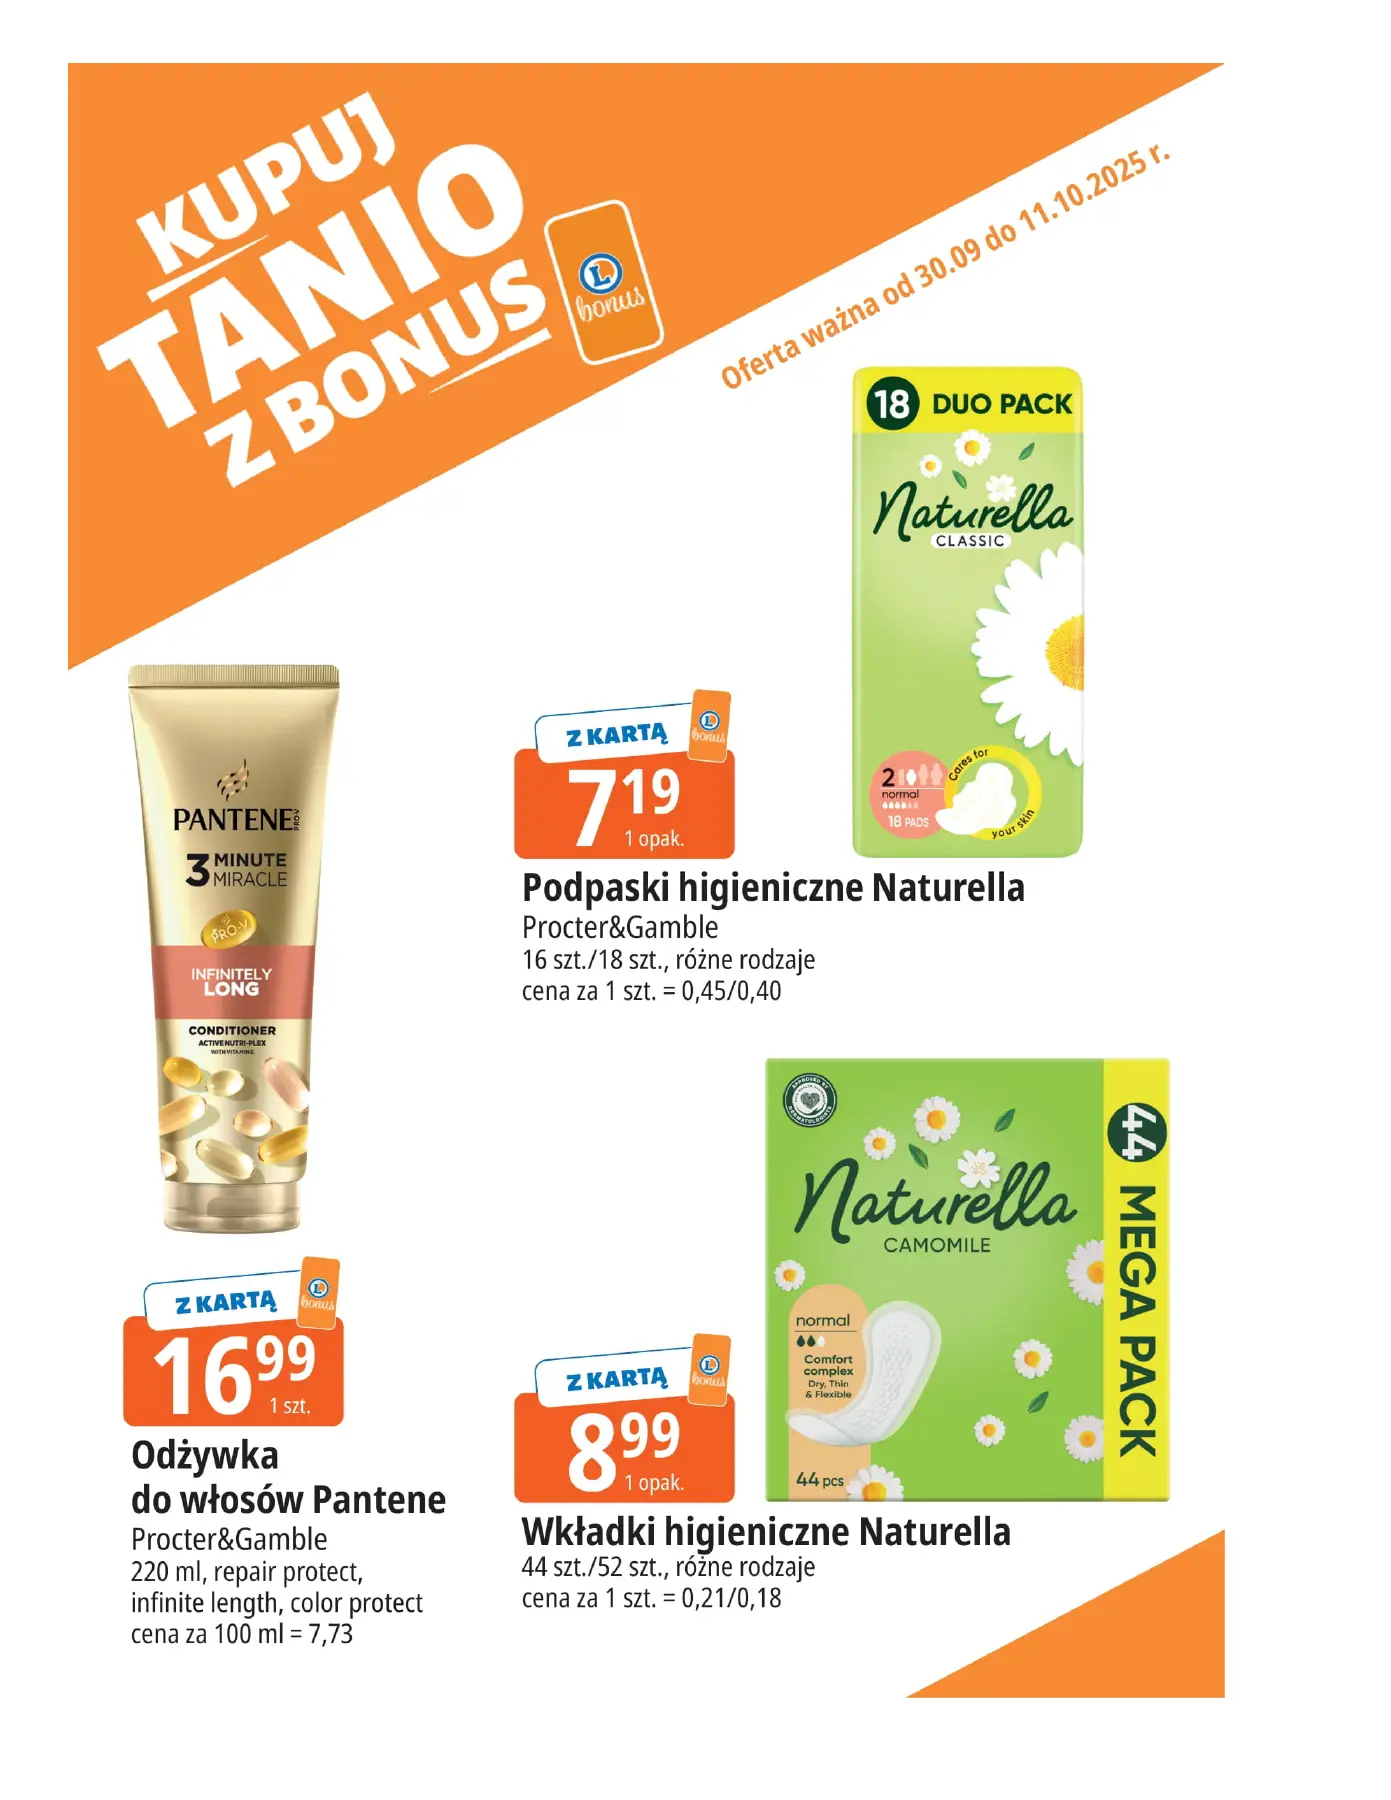 KUPUJ
TANIO
Z BONUS
L
bonus
Oferta ważna od 30.09 do 11.10.2025 r.
18 DUO PACK
Naturella
CLASSIC
2
normal
18 PADS
Cares for
your skin
Z KARTĄ
L
bonus
7 19
1 opak.
Podpaski higieniczne Naturella
Procter&Gamble
16 szt./18 szt., różne rodzaje
cena za 1 szt. = 0,45/0,40
PANTENE
PRO-V
3 MINUTE
MIRACLE
PRO-V
INFINITELY
LONG
CONDITIONER
ACTIVE NUTRI-PLEX
WITH VITAMINS
Z KARTĄ
L
bonus
16 99
1 szt.
Odżywka
do włosów Pantene
Procter&Gamble
220 ml, repair protect,
infinite length, color protect
cena za 100 ml = 7,73
APPROVED BY
DERMATOLOGISTS
Naturella
CAMOMILE
44 MEGA PACK
normal
Comfort
complex
Dry, Thin
& Flexible
44 pcs
Z KARTĄ
L
bonus
8 99
1 opak.
Wkładki higieniczne Naturella
44 szt./52 szt., różne rodzaje
cena za 1 szt. = 0,21/0,18